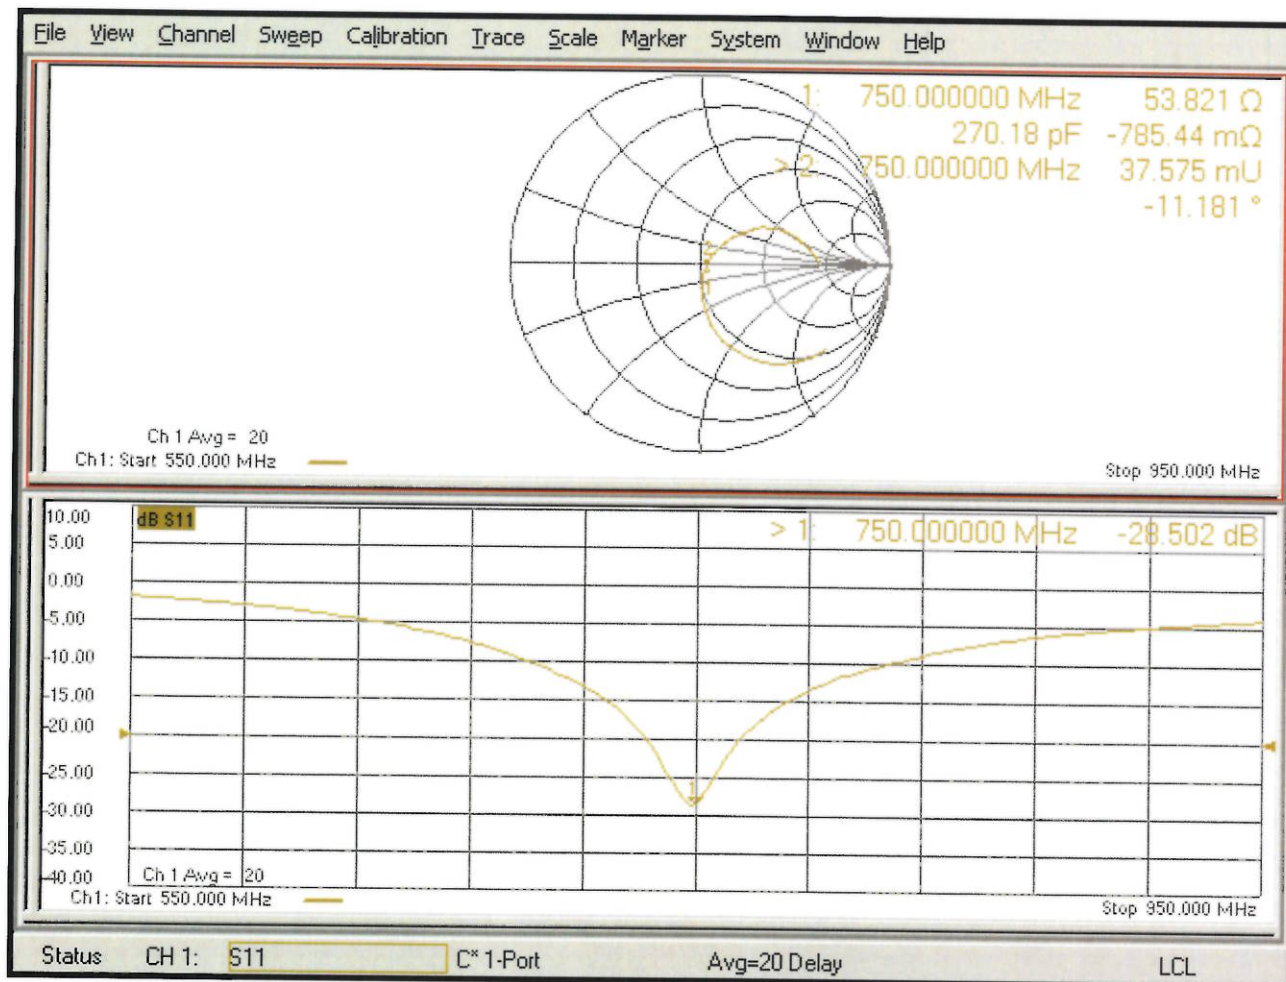 File View Channel Sweep Calibration Trace Scale Marker System Window Help
1: 750.000000 MHz 53.821 Ω
270.18 pF -785.44 mΩ
> 2: 750.000000 MHz 37.575 mU
-11.181 °
Ch 1 Avg = 20
Ch1: Start 550.000 MHz
Stop 950.000 MHz
10.00
dB S11
> 1: 750.000000 MHz -28.502 dB
5.00
0.00
-5.00
-10.00
-15.00
-20.00
-25.00
1
-30.00
-35.00
-40.00
Ch 1 Avg = 20
Ch1: Start 550.000 MHz
Stop 950.000 MHz
Status CH 1: S11 C* 1-Port Avg=20 Delay LCL